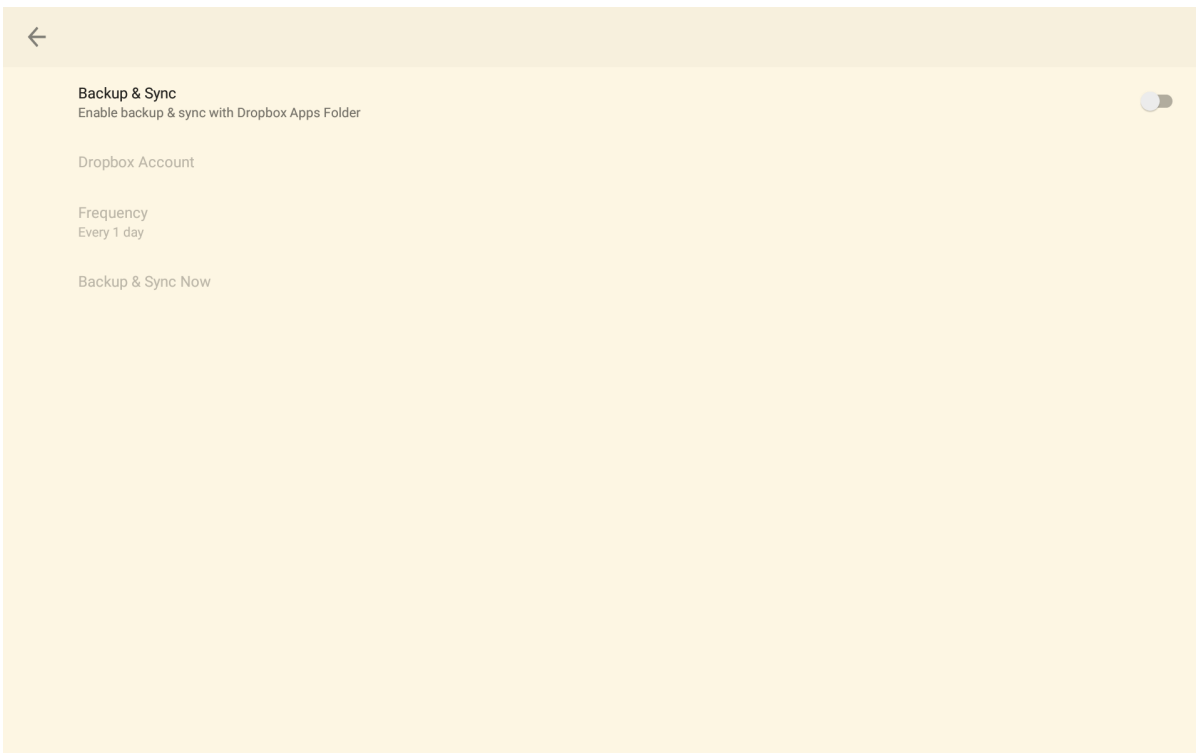 Backup & Sync
Enable backup & sync with Dropbox Apps Folder
Dropbox Account
Frequency
Every 1 day
Backup & Sync Now